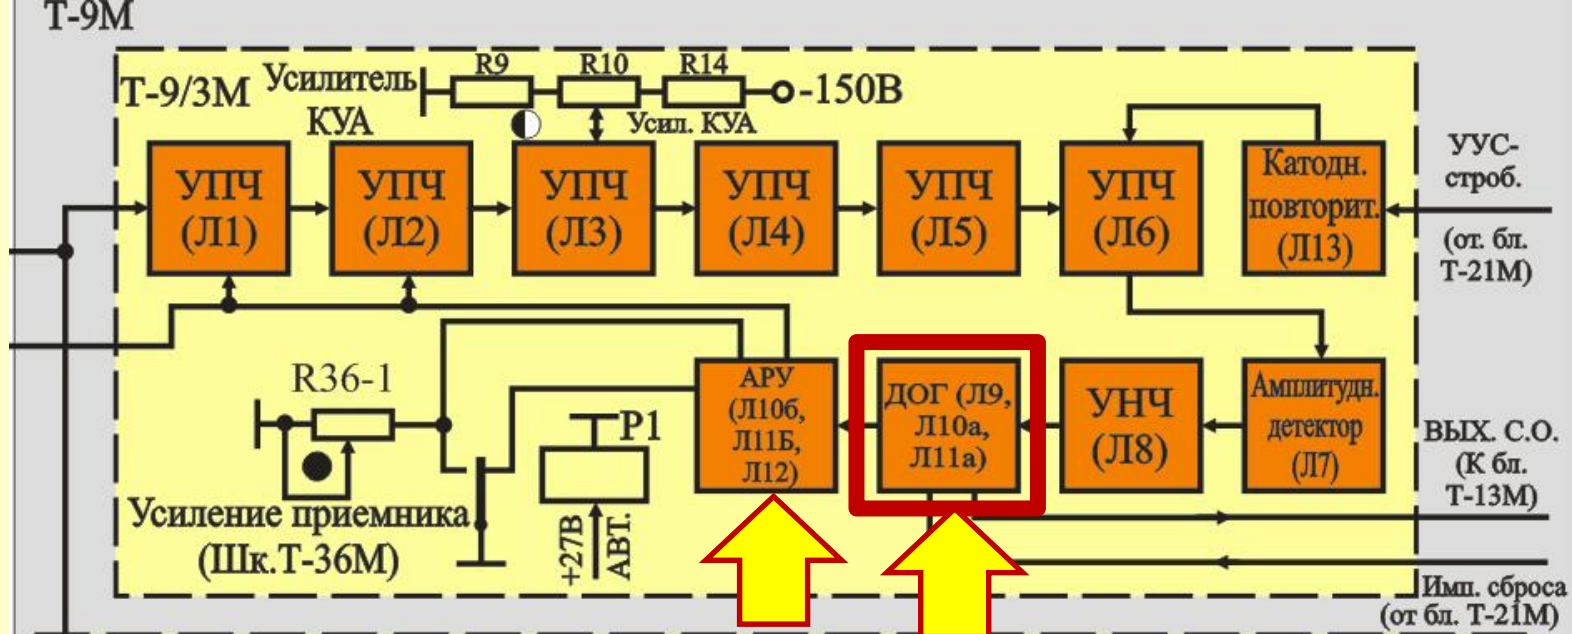 Т-9М
Т-9/3М
Усилитель
КУА
R9
R10
R14
-150В
Усил. КУА
УПЧ
(Л1)
УПЧ
(Л2)
УПЧ
(Л3)
УПЧ
(Л4)
УПЧ
(Л5)
УПЧ
(Л6)
Катодн.
повторит.
(Л13)
УУС-
строб.
(от. бл.
Т-21М)
R36-1
Усиление приемника
(Шк.Т-36М)
Р1
+27В
АВТ.
АРУ
(Л10б,
Л11Б,
Л12)
ДОГ (Л9,
Л10а,
Л11а)
УНЧ
(Л8)
Амплитудн.
детектор
(Л7)
ВЫХ. С.О.
(К бл.
Т-13М)
Имп. сброса
(от бл. Т-21М)